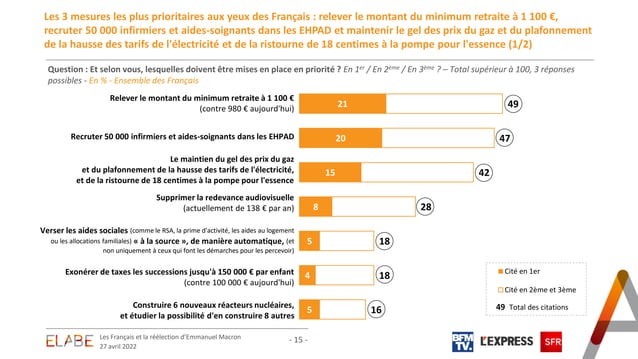 Les 3 mesures les plus prioritaires aux yeux des Français : relever le montant du minimum retraite à 1 100 €,
recruter 50 000 infirmiers et aides-soignants dans les EHPAD et maintenir le gel des prix du gaz et du plafonnement
de la hausse des tarifs de l'électricité et de la ristourne de 18 centimes à la pompe pour l'essence (1/2)
Question : Et selon vous, lesquelles doivent être mises en place en priorité ? En 1er / En 2ème / En 3ème ? – Total supérieur à 100, 3 réponses
possibles - En % - Ensemble des Français
Relever le montant du minimum retraite à 1 100 €
(contre 980 € aujourd'hui)
21
49
Recruter 50 000 infirmiers et aides-soignants dans les EHPAD
20
47
Le maintien du gel des prix du gaz
et du plafonnement de la hausse des tarifs de l'électricité,
et de la ristourne de 18 centimes à la pompe pour l'essence
15
42
Supprimer la redevance audiovisuelle
(actuellement de 138 € par an)
8
28
Verser les aides sociales (comme le RSA, la prime d'activité, les aides au logement
ou les allocations familiales) « à la source », de manière automatique, (et
non uniquement à ceux qui font les démarches pour les percevoir)
5
18
Exonérer de taxes les successions jusqu'à 150 000 € par enfant
(contre 100 000 € aujourd'hui)
4
18
Construire 6 nouveaux réacteurs nucléaires,
et étudier la possibilité d'en construire 8 autres
5
16
Cité en 1er
Cité en 2ème et 3ème
49 Total des citations
ELABE
Les Français et la réélection d'Emmanuel Macron
27 avril 2022
- 15 -
BFM
TV.
L'EXPRESS
SFR